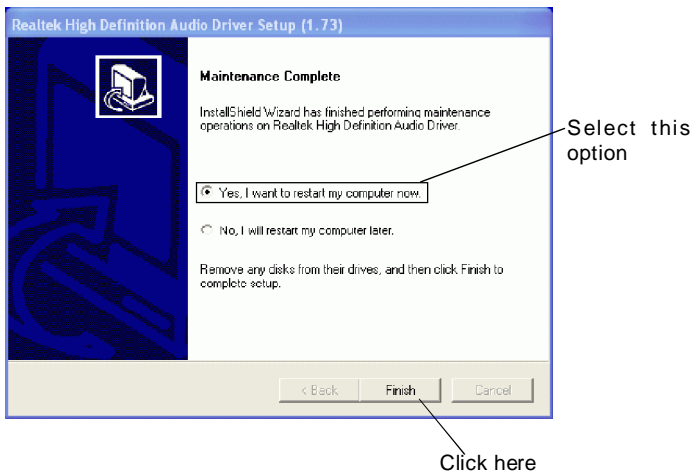 Realtek High Definition Audio Driver Setup (1.73)
Maintenance Complete
InstallShield Wizard has finished performing maintenance
operations on Realtek High Definition Audio Driver.
Select this
option
Yes, I want to restart my computer now.
No, I will restart my computer later.
Remove any disks from their drives, and then click Finish to
complete setup.
< Back
Finish
Cancel
Click here